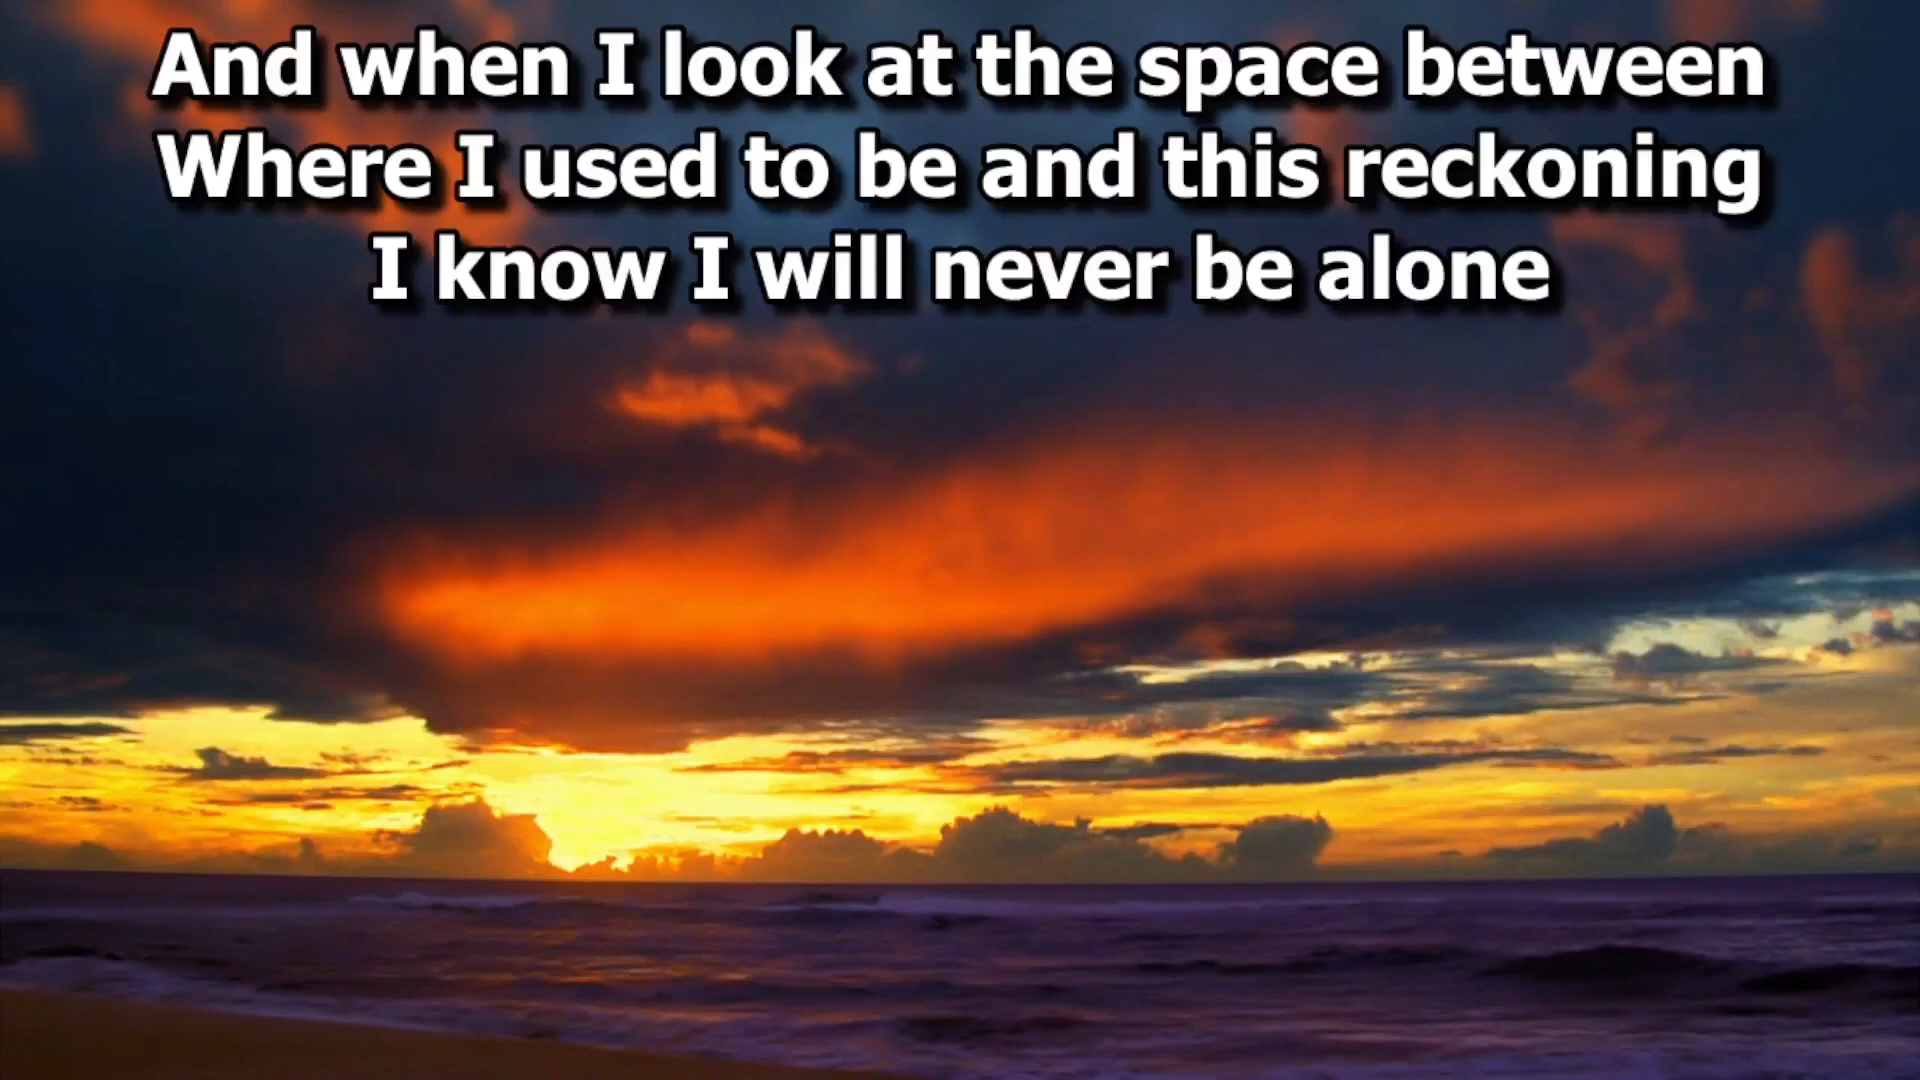 And when I look at the space between
Where I used to be and this reckoning
I know I will never be alone